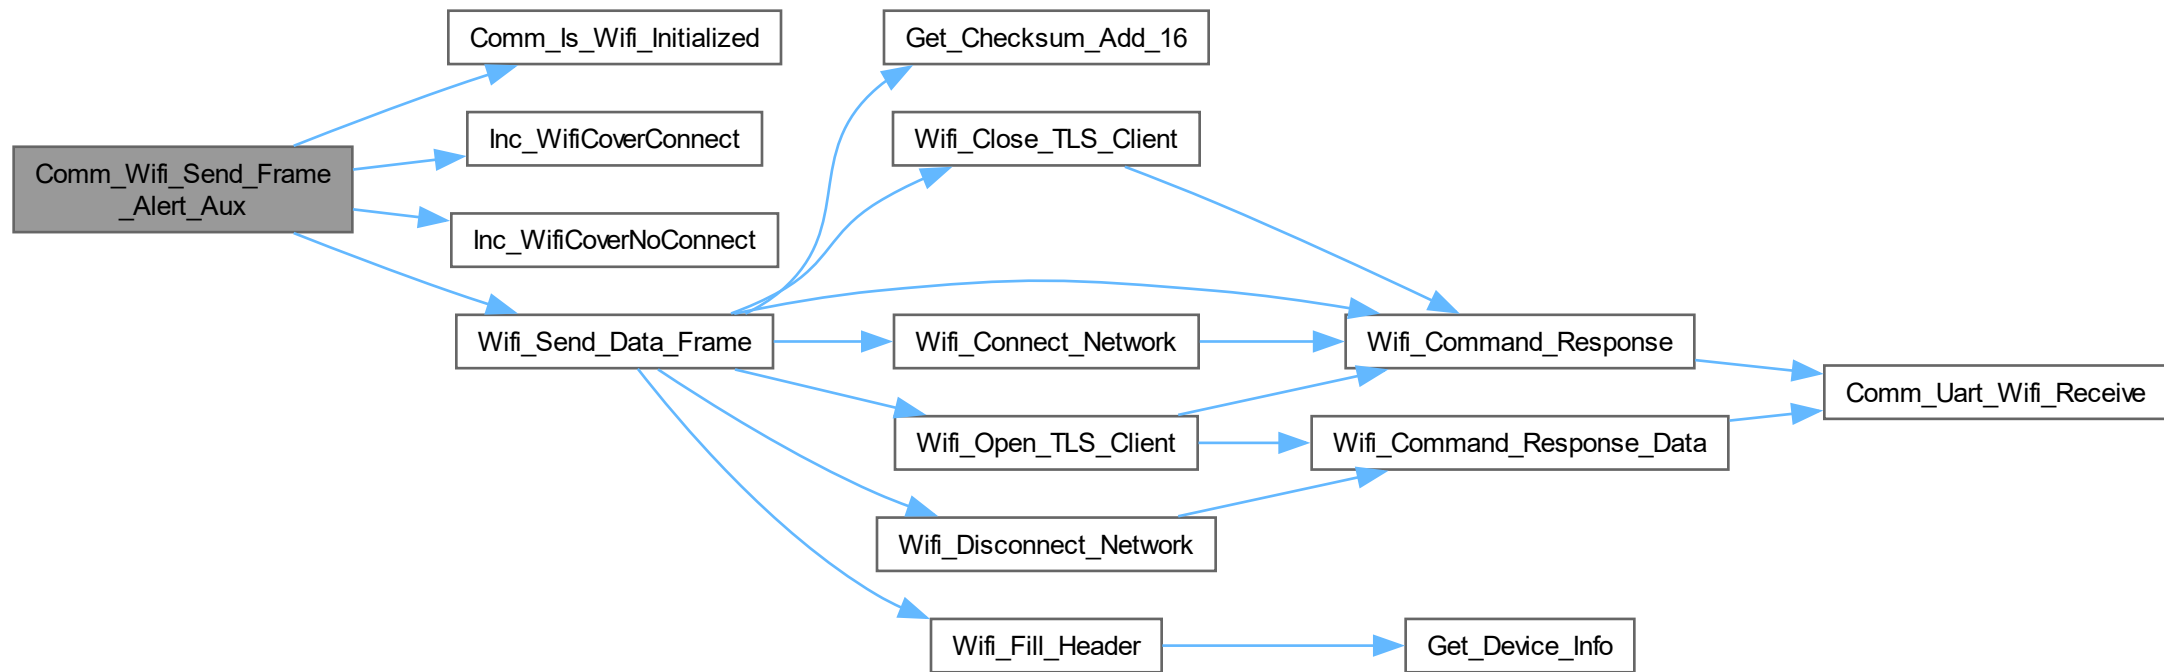 Comm_Wifi_Send_Frame
_Alert_Aux
Comm_Is_Wifi_Initialized
Inc_WifiCoverConnect
Inc_WifiCoverNoConnect
Wifi_Send_Data_Frame
Get_Checksum_Add_16
Wifi_Close_TLS_Client
Wifi_Connect_Network
Wifi_Open_TLS_Client
Wifi_Disconnect_Network
Wifi_Fill_Header
Wifi_Command_Response
Wifi_Command_Response_Data
Get_Device_Info
Comm_Uart_Wifi_Receive